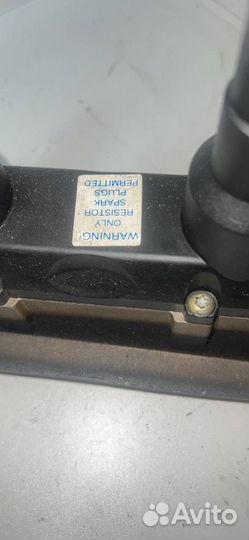 WARNING!
ONLY
RESISTOR
SPARK
PLUGS
PERMITTED
Avito